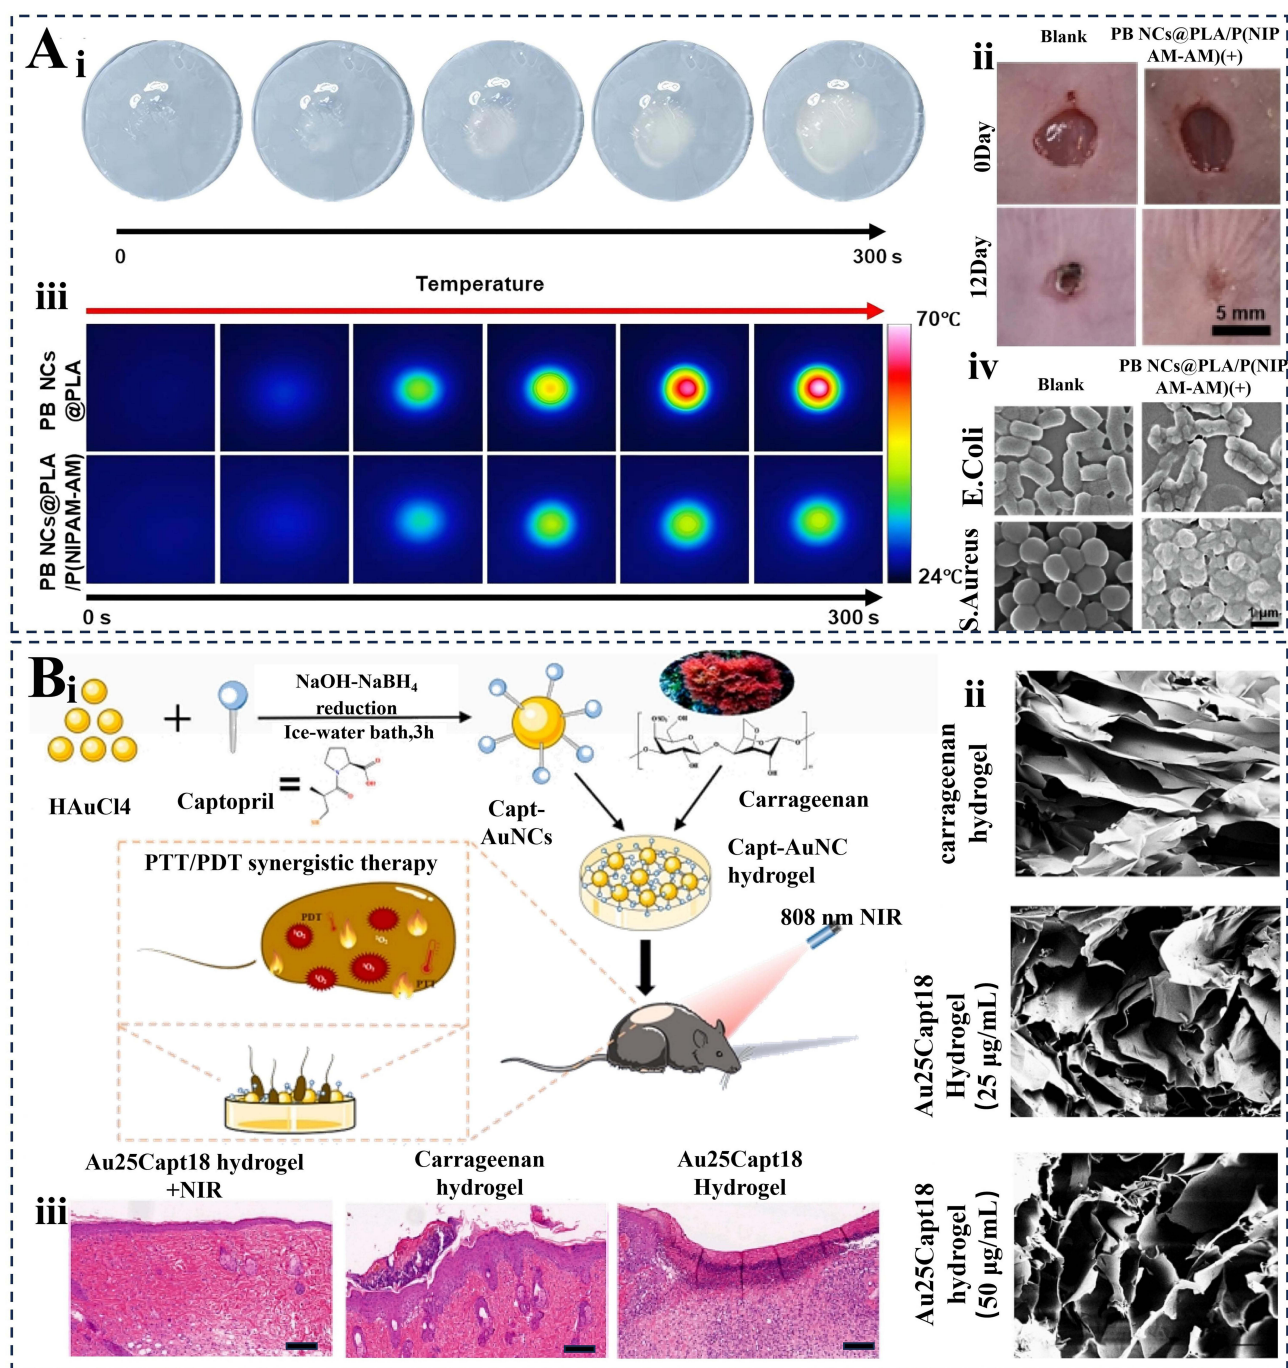 A
i
0
300 s
ii
Blank
PB NCs@PLA/P(NIP
AM-AM)(+)
0Day
12Day
5 mm
iii
Temperature
70℃
PB NCs
@PLA
PB NCs@PLA
/P(NIPAM-AM)
24℃
0 s
300 s
iv
Blank
PB NCs@PLA/P(NIP
AM-AM)(+)
E.Coli
S.Aureus
1 μm
B
i
HAuCl4
+
Captopril
=
NaOH-NaBH₄
reduction
Ice-water bath,3h
Capt-
AuNCs
Carrageenan
Capt-AuNC
hydrogel
808 nm NIR
PTT/PDT synergistic therapy
PDT
PTT
ii
carrageenan
hydrogel
Au25Capt18
Hydrogel
(25 μg/mL)
Au25Capt18
hydrogel
(50 μg/mL)
iii
Au25Capt18 hydrogel
+NIR
Carrageenan
hydrogel
Au25Capt18
Hydrogel